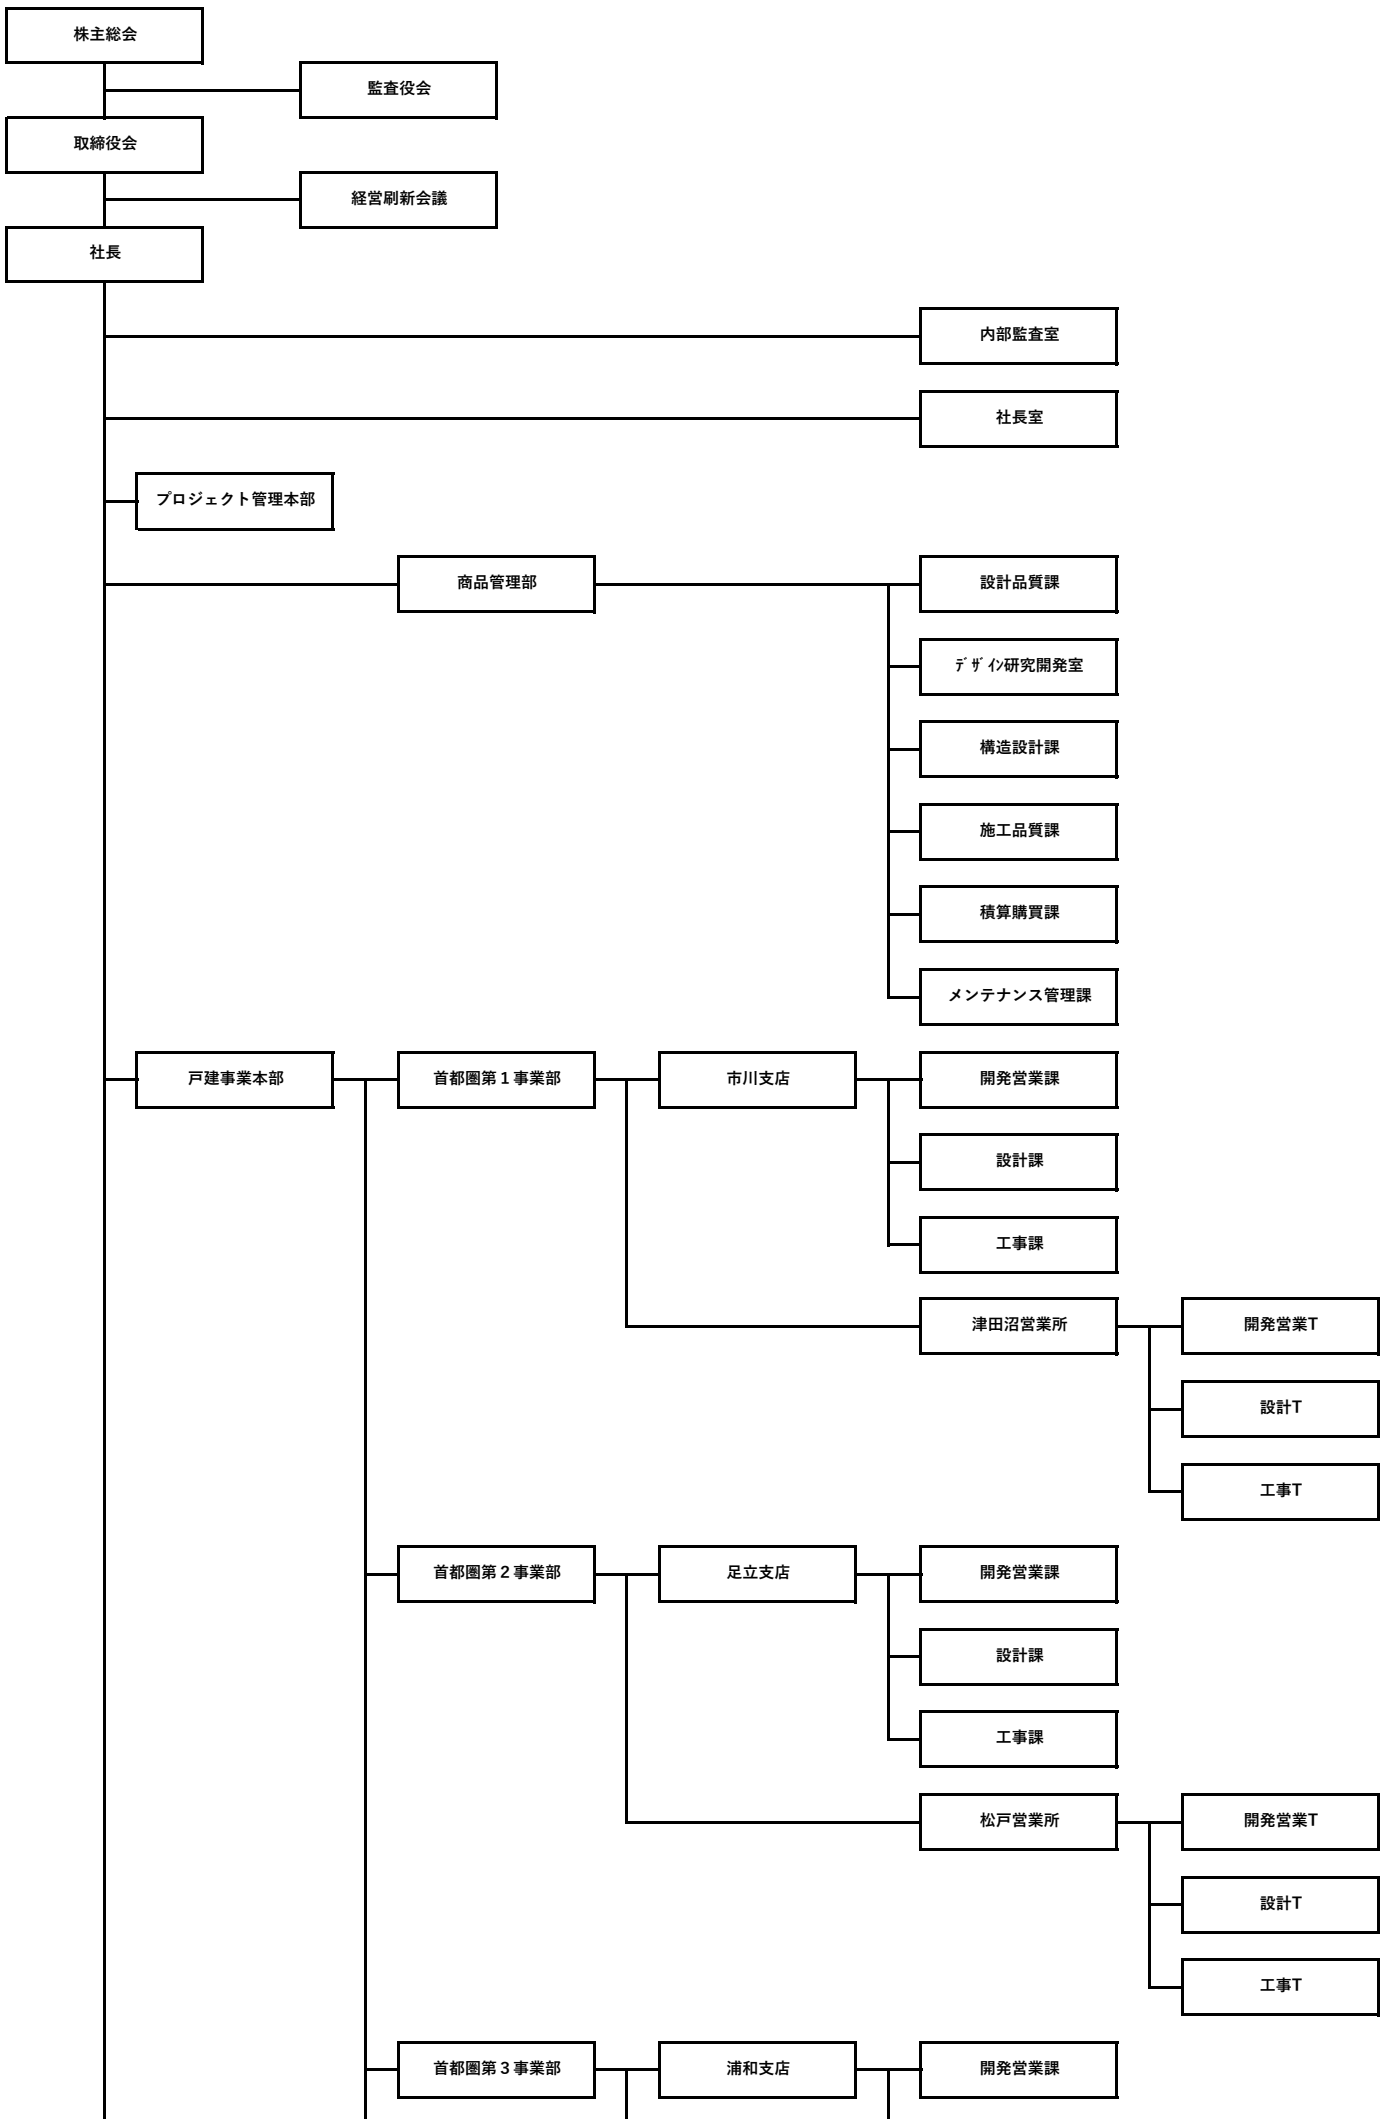 株主総会
監査役会
取締役会
経営刷新会議
社長
内部監査室
社長室
プロジェクト管理本部
商品管理部
設計品質課
ﾃﾞｻﾞｲﾝ研究開発室
構造設計課
施工品質課
積算購買課
メンテナンス管理課
戸建事業本部
首都圏第１事業部
市川支店
開発営業課
設計課
工事課
津田沼営業所
開発営業T
設計T
工事T
首都圏第２事業部
足立支店
開発営業課
設計課
工事課
松戸営業所
開発営業T
設計T
工事T
首都圏第３事業部
浦和支店
開発営業課